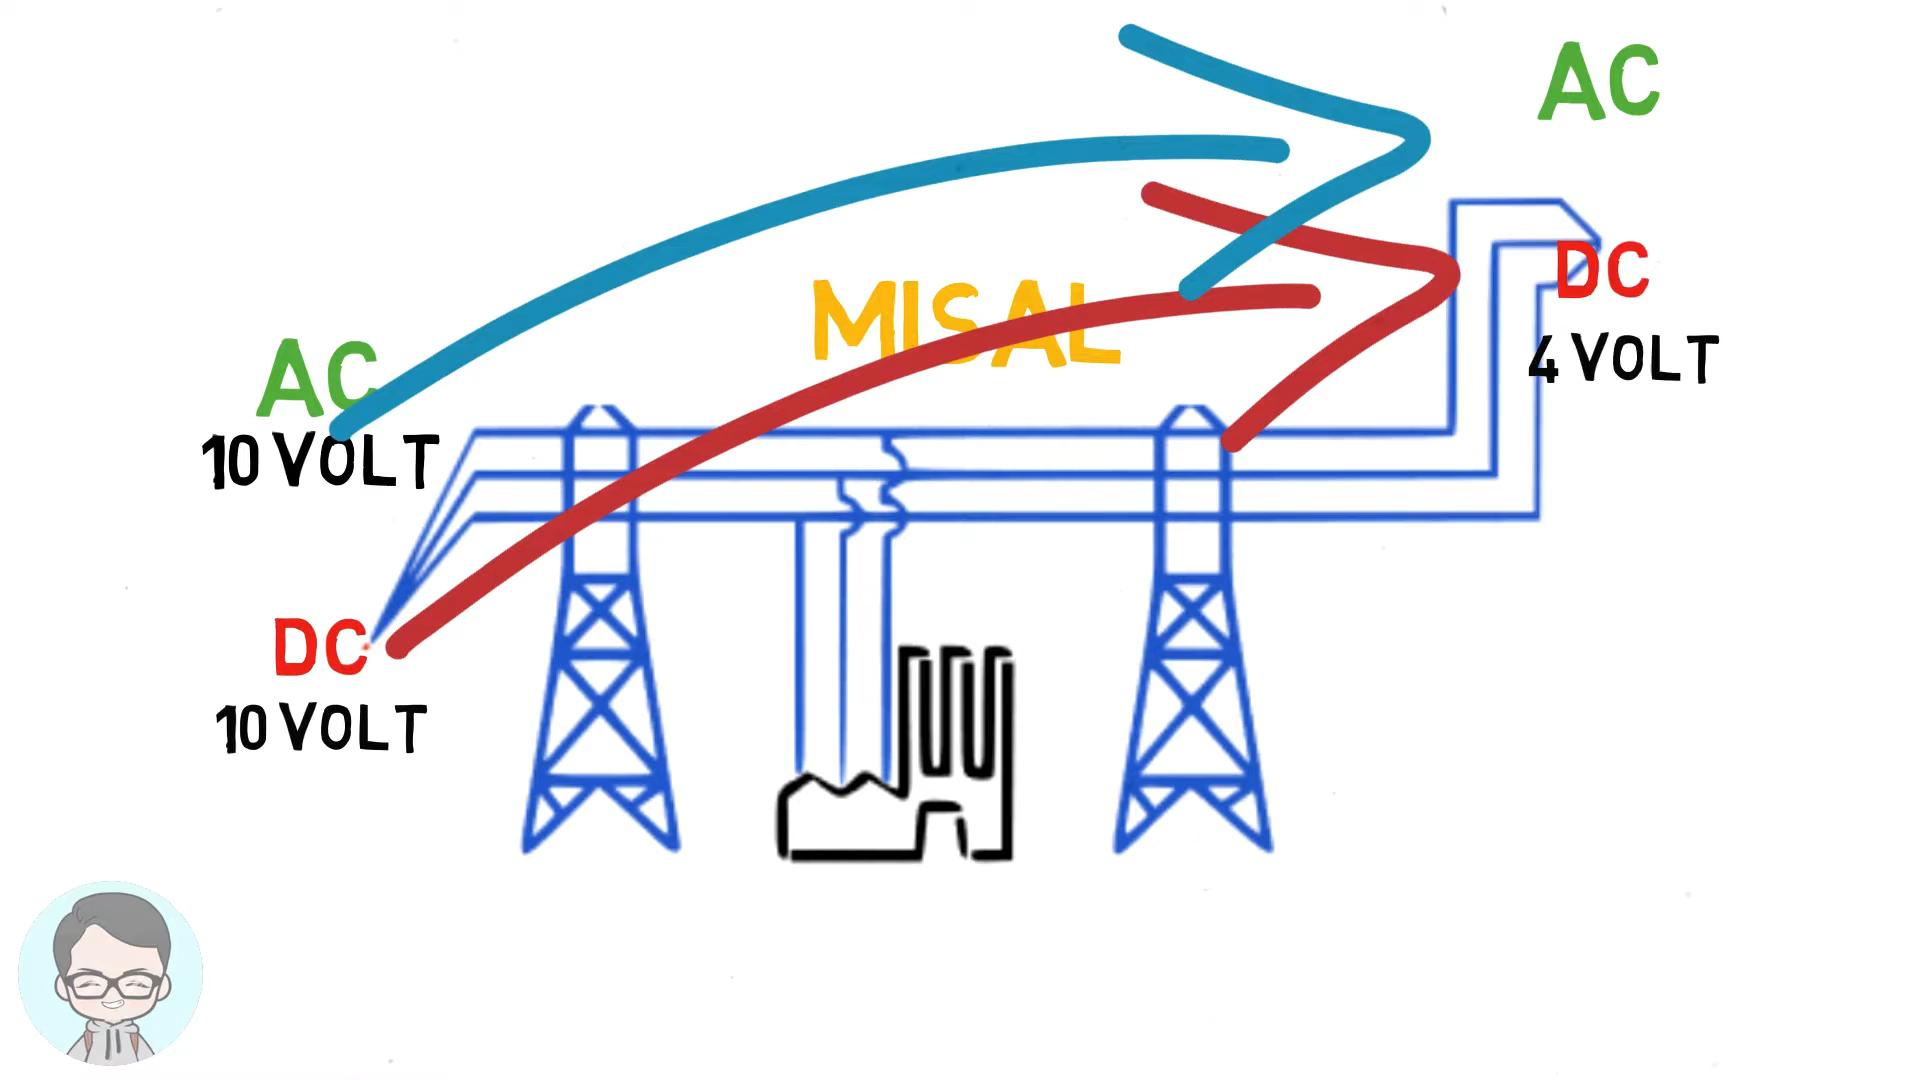 AC
10 VOLT
DC
10 VOLT
MISAL
AC
DC
4 VOLT